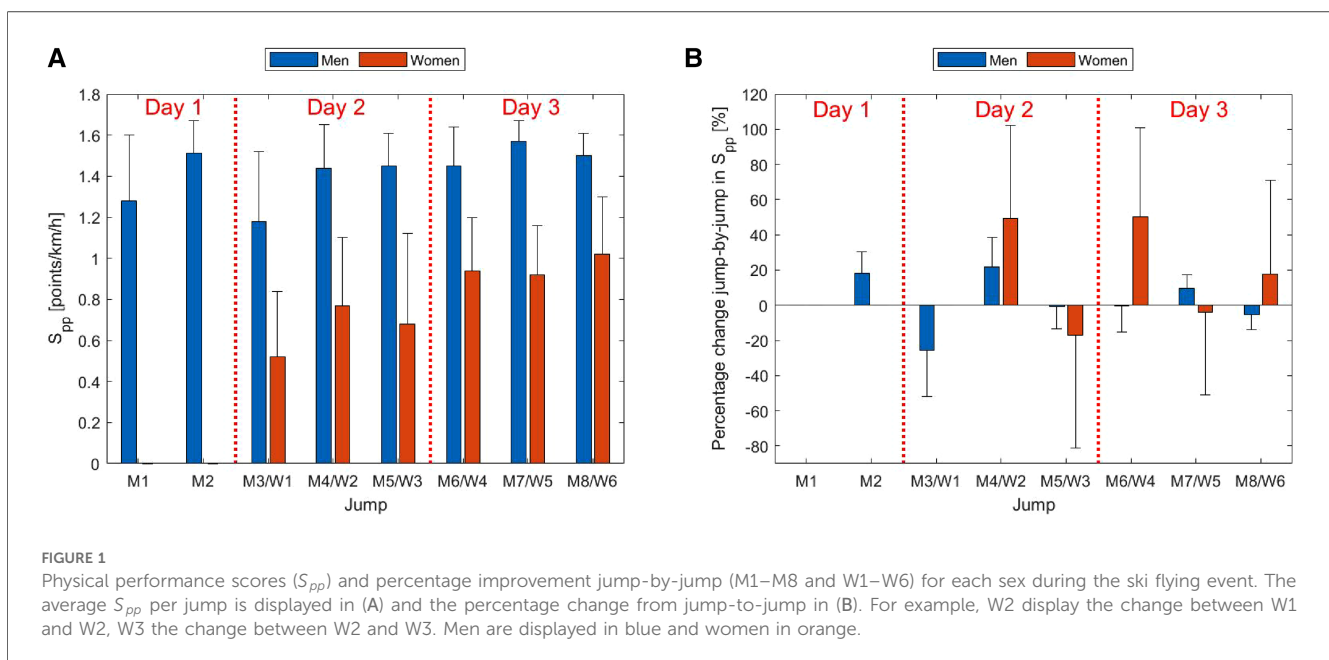 A
Men Women
1.8
1.6
1.4
1.2
1
0.8
0.6
0.4
0.2
0
S_pp [points/km/h]
Day 1 Day 2 Day 3
M1 M2 M3/W1 M4/W2 M5/W3 M6/W4 M7/W5 M8/W6
Jump
B
Men Women
120
100
80
60
40
20
0
-20
-40
-60
-80
Percentage change jump-by-jump in S_pp [%]
Day 1 Day 2 Day 3
M1 M2 M3/W1 M4/W2 M5/W3 M6/W4 M7/W5 M8/W6
Jump
FIGURE 1
Physical performance scores (S_pp) and percentage improvement jump-by-jump (M1–M8 and W1–W6) for each sex during the ski flying event. The
average S_pp per jump is displayed in (A) and the percentage change from jump-to-jump in (B). For example, W2 display the change between W1
and W2, W3 the change between W2 and W3. Men are displayed in blue and women in orange.